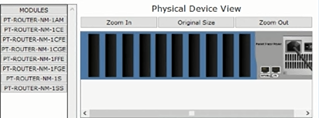 Physical Device View
MODULES
PT-ROUTER-NM-1AM
PT-ROUTER-NM-1CE
PT-ROUTER-NM-1CFE
PT-ROUTER-NM-1CGE
PT-ROUTER-NM-1FFE
PT-ROUTER-NM-1FGE
PT-ROUTER-NM-1S
PT-ROUTER-NM-1SS
Zoom In
Original Size
Zoom Out